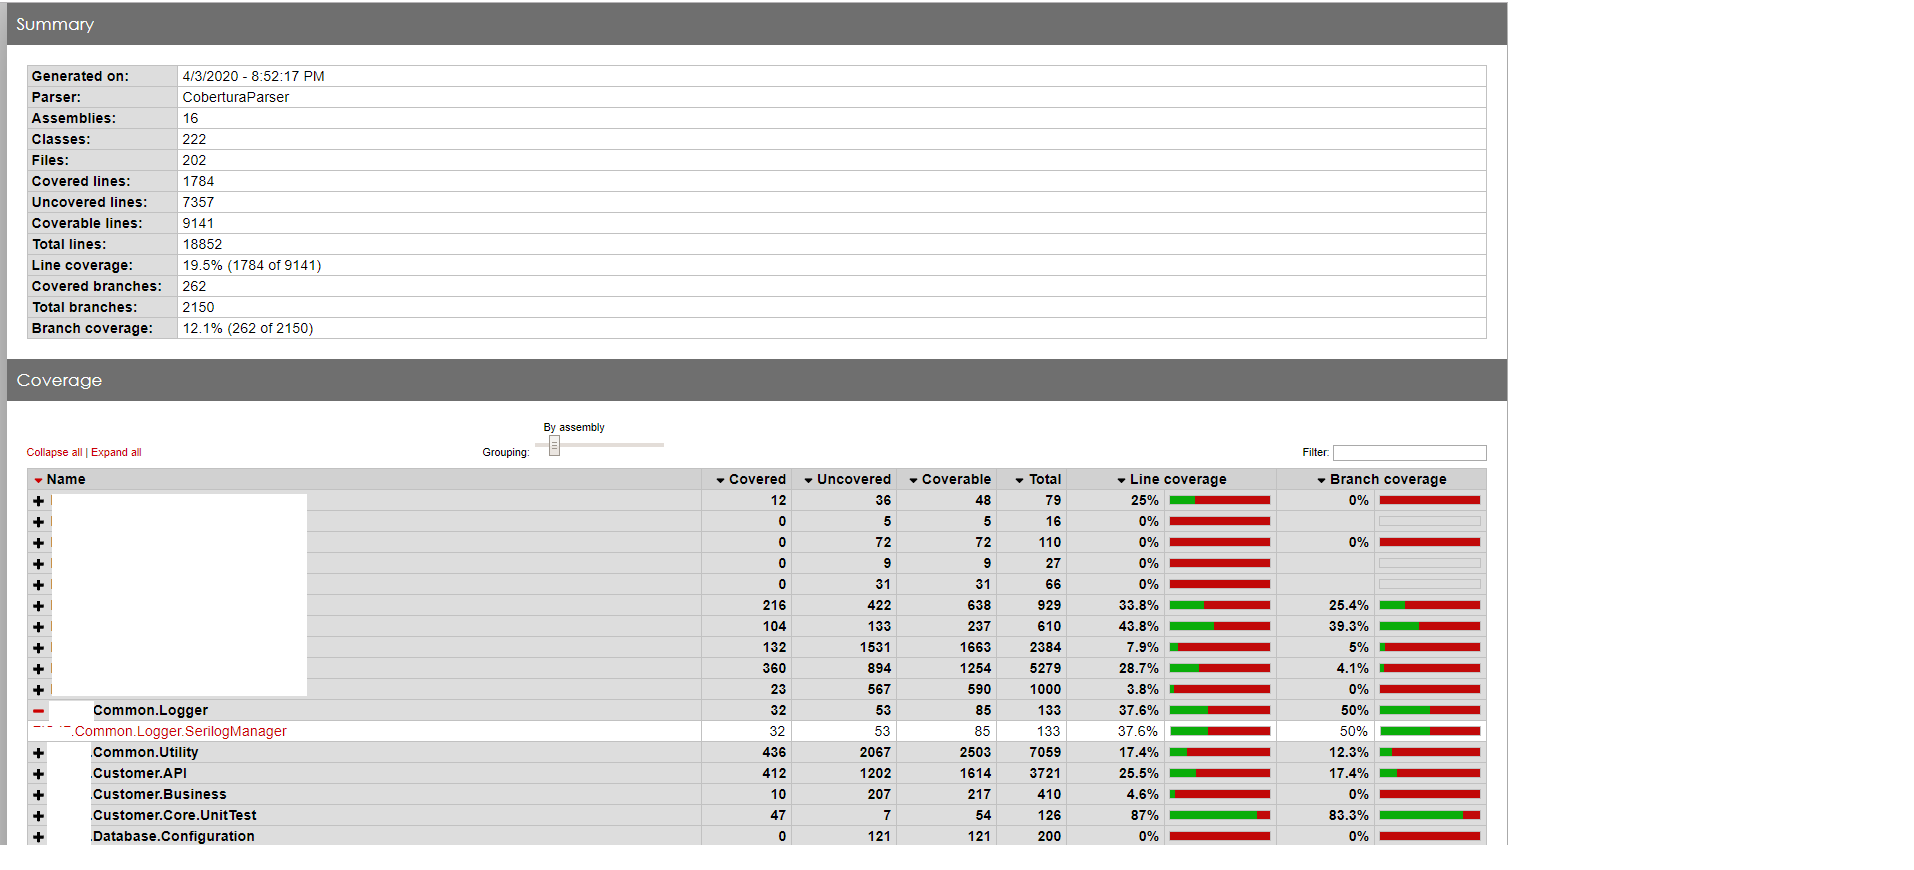 Summary
Generated on: 4/3/2020 - 8:52:17 PM
Parser: CoberturaParser
Assemblies: 16
Classes: 222
Files: 202
Covered lines: 1784
Uncovered lines: 7357
Coverable lines: 9141
Total lines: 18852
Line coverage: 19.5% (1784 of 9141)
Covered branches: 262
Total branches: 2150
Branch coverage: 12.1% (262 of 2150)
Coverage
By assembly
Collapse all | Expand all Grouping: Filter:
Name Covered Uncovered Coverable Total Line coverage Branch coverage
12 36 48 79 25% 0%
0 5 5 16 0%
0 72 72 110 0% 0%
0 9 9 27 0%
0 31 31 66 0%
216 422 638 929 33.8% 25.4%
104 133 237 610 43.8% 39.3%
132 1531 1663 2384 7.9% 5%
360 894 1254 5279 28.7% 4.1%
23 567 590 1000 3.8% 0%
Common.Logger 32 53 85 133 37.6% 50%
.Common.Logger.SerilogManager 32 53 85 133 37.6% 50%
.Common.Utility 436 2067 2503 7059 17.4% 12.3%
.Customer.API 412 1202 1614 3721 25.5% 17.4%
.Customer.Business 10 207 217 410 4.6% 0%
.Customer.Core.UnitTest 47 7 54 126 87% 83.3%
.Database.Configuration 0 121 121 200 0% 0%